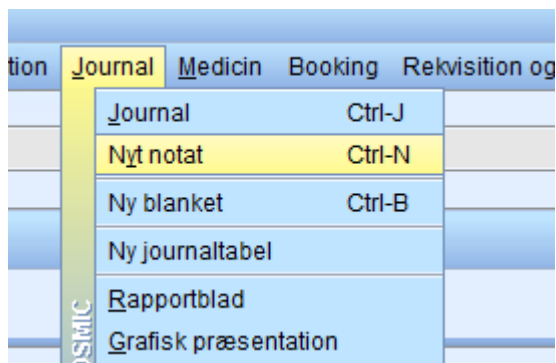 tion Journal Medicin Booking Rekvisition og
Journal Ctrl-J
Nyt notat Ctrl-N
Ny blanket Ctrl-B
Ny journaltabel
Rapportblad
Grafisk præsentation
OSMIC